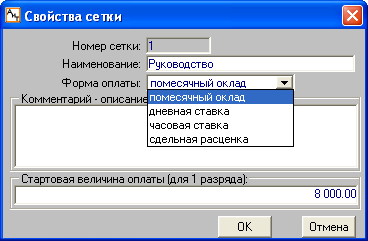 Свойства сетки
Номер сетки: 1
Наименование: Руководство
Форма оплаты: помесячный оклад
помесячный оклад
дневная ставка
часовая ставка
сдельная расценка
Комментарий - описание
Стартовая величина оплаты (для 1 разряда):
8 000.00
OK Отмена